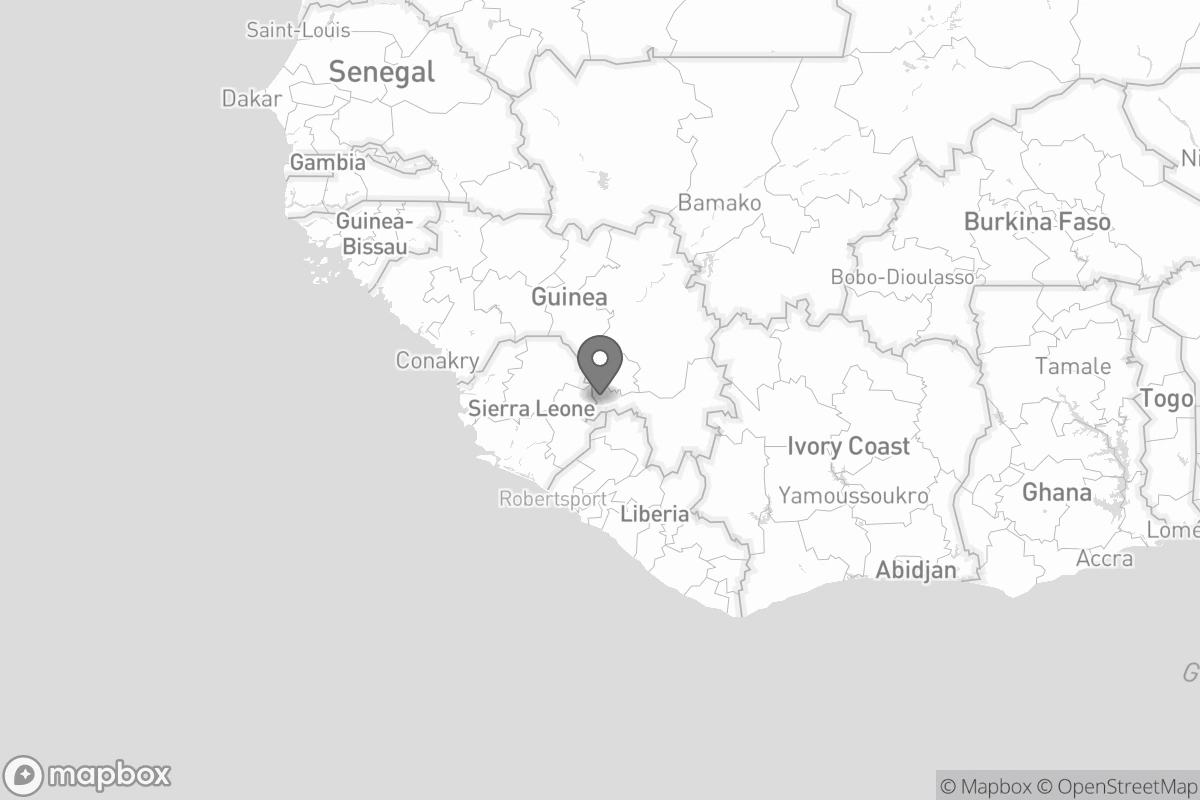 Saint-Louis
Senegal
Dakar
Gambia
Ni
Bamako
Guinea-
Bissau
Burkina Faso
Bobo-Dioulasso
Guinea
Conakry
Tamale
Togo
Sierra Leone
Ivory Coast
Yamoussoukro
Ghana
Robertsport
Liberia
Lomé
Accra
Abidjan
G
mapbox
© Mapbox © OpenStreetMap